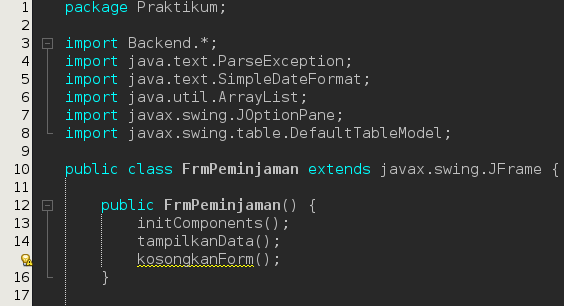 1 package Praktikum;
2
3 import Backend.*;
4 import java.text.ParseException;
5 import java.text.SimpleDateFormat;
6 import java.util.ArrayList;
7 import javax.swing.JOptionPane;
8 import javax.swing.table.DefaultTableModel;
9
10 public class FrmPeminjaman extends javax.swing.JFrame {
11
12 public FrmPeminjaman() {
13 initComponents();
14 tampilkanData();
kosongkanForm();
16 }
17